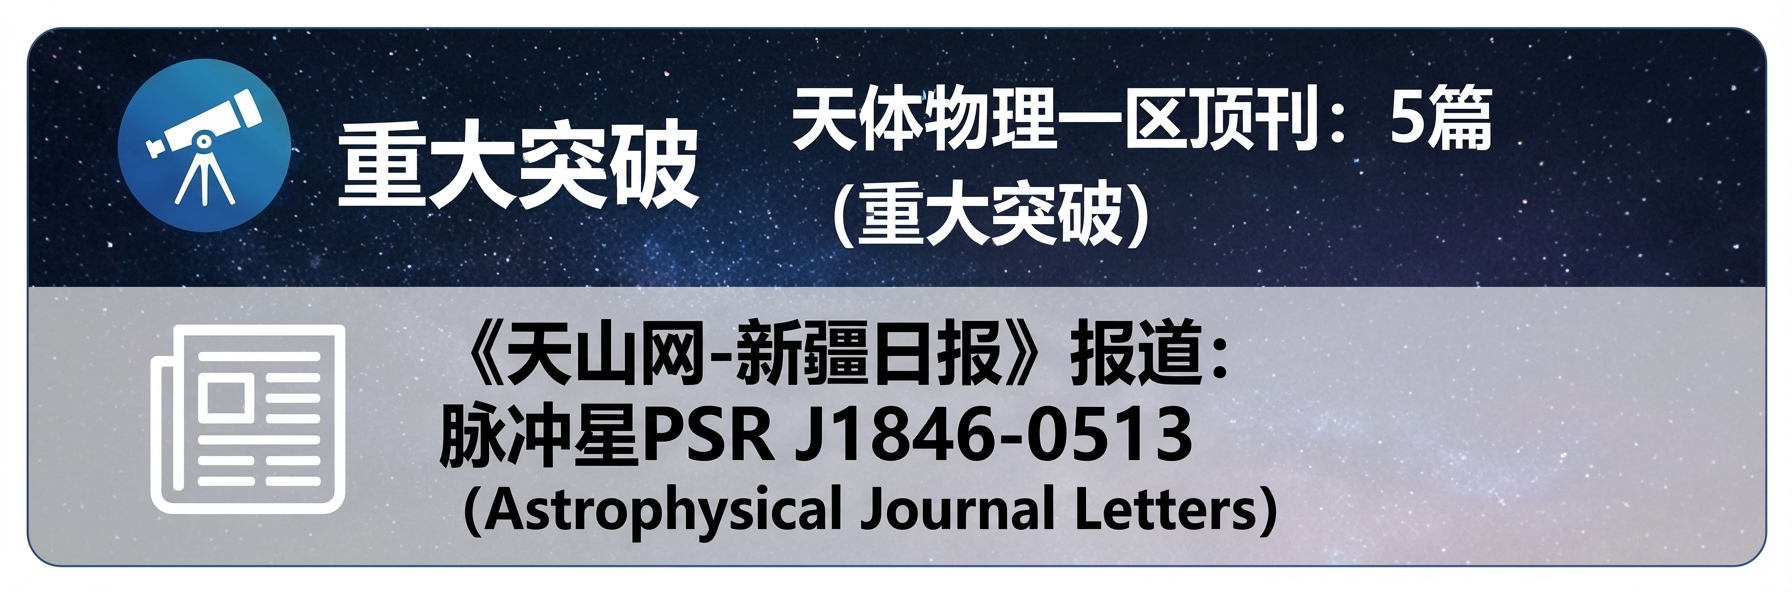 重大突破
天体物理一区顶刊：5篇
（重大突破）
《天山网-新疆日报》报道：
脉冲星PSR J1846-0513
（Astrophysical Journal Letters）